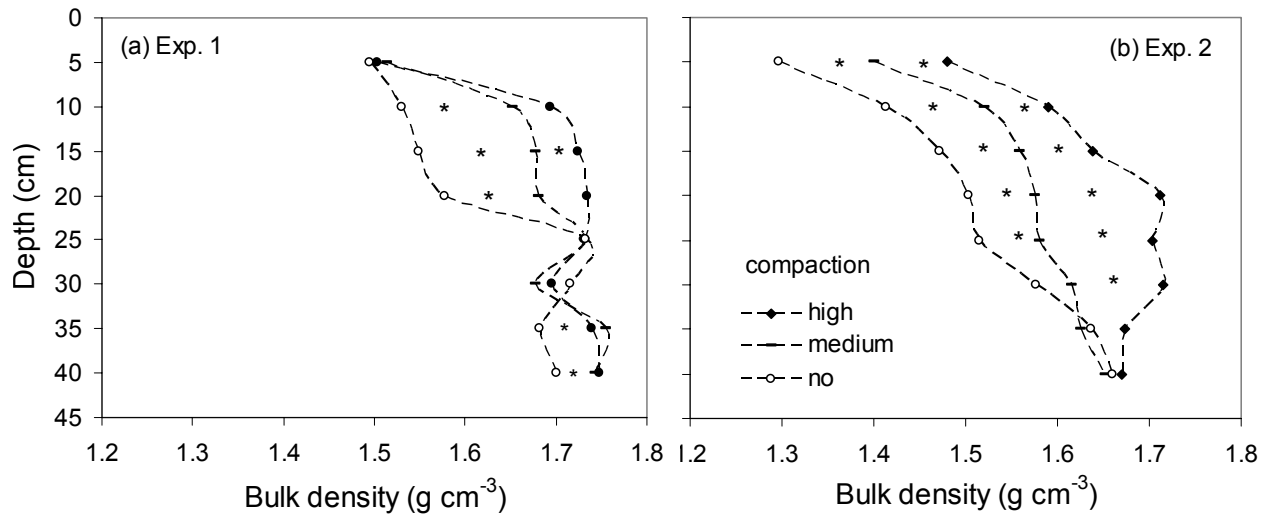 (a) Exp. 1
0
5
10
15
20
25
30
35
40
45
Depth (cm)
* * * * * *
1.2 1.3 1.4 1.5 1.6 1.7 1.8
Bulk density (g cm⁻³)
(b) Exp. 2
* *
* *
* *
* *
* *
*
compaction
high
medium
no
1.2 1.3 1.4 1.5 1.6 1.7 1.8
Bulk density (g cm⁻³)